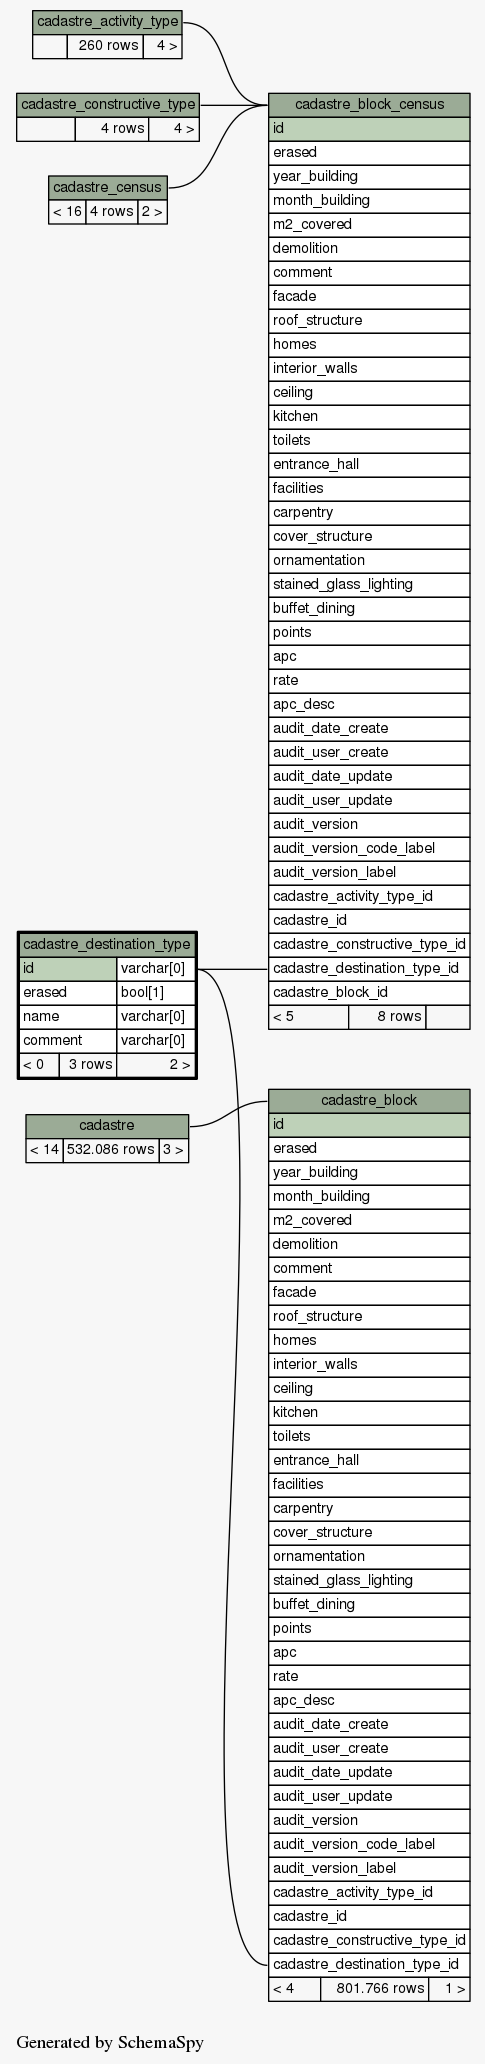 cadastre_activity_type
260 rows 4 >
cadastre_constructive_type
4 rows 4 >
cadastre_census
< 16 4 rows 2 >
cadastre_block_census
id
erased
year_building
month_building
m2_covered
demolition
comment
facade
roof_structure
homes
interior_walls
ceiling
kitchen
toilets
entrance_hall
facilities
carpentry
cover_structure
ornamentation
stained_glass_lighting
buffet_dining
points
apc
rate
apc_desc
audit_date_create
audit_user_create
audit_date_update
audit_user_update
audit_version
audit_version_code_label
audit_version_label
cadastre_activity_type_id
cadastre_id
cadastre_constructive_type_id
cadastre_destination_type_id
cadastre_block_id
< 5 8 rows
cadastre_destination_type
id varchar[0]
erased bool[1]
name varchar[0]
comment varchar[0]
< 0 3 rows 2 >
cadastre
< 14 532.086 rows 3 >
cadastre_block
id
erased
year_building
month_building
m2_covered
demolition
comment
facade
roof_structure
homes
interior_walls
ceiling
kitchen
toilets
entrance_hall
facilities
carpentry
cover_structure
ornamentation
stained_glass_lighting
buffet_dining
points
apc
rate
apc_desc
audit_date_create
audit_user_create
audit_date_update
audit_user_update
audit_version
audit_version_code_label
audit_version_label
cadastre_activity_type_id
cadastre_id
cadastre_constructive_type_id
cadastre_destination_type_id
< 4 801.766 rows 1 >
Generated by SchemaSpy